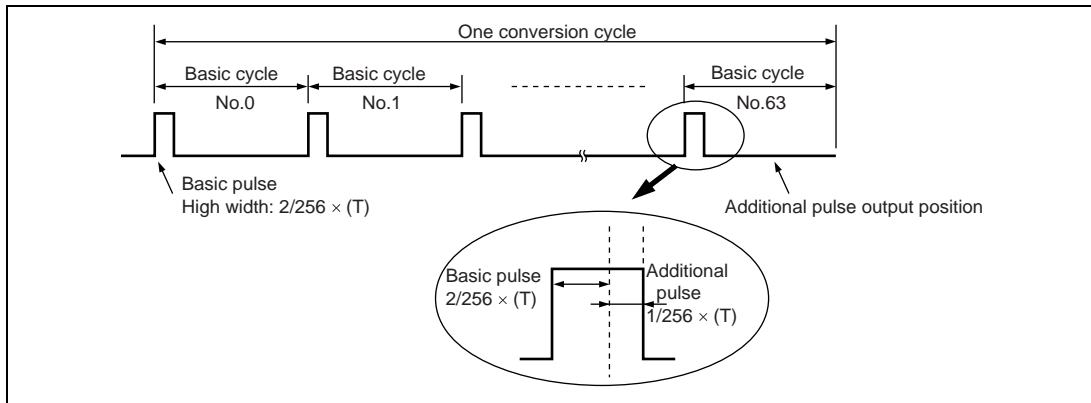 One conversion cycle
Basic cycle
No.0
Basic cycle
No.1
Basic cycle
No.63
Basic pulse
High width: 2/256 × (T)
Additional pulse output position
Basic pulse
2/256 × (T)
Additional
pulse
1/256 × (T)